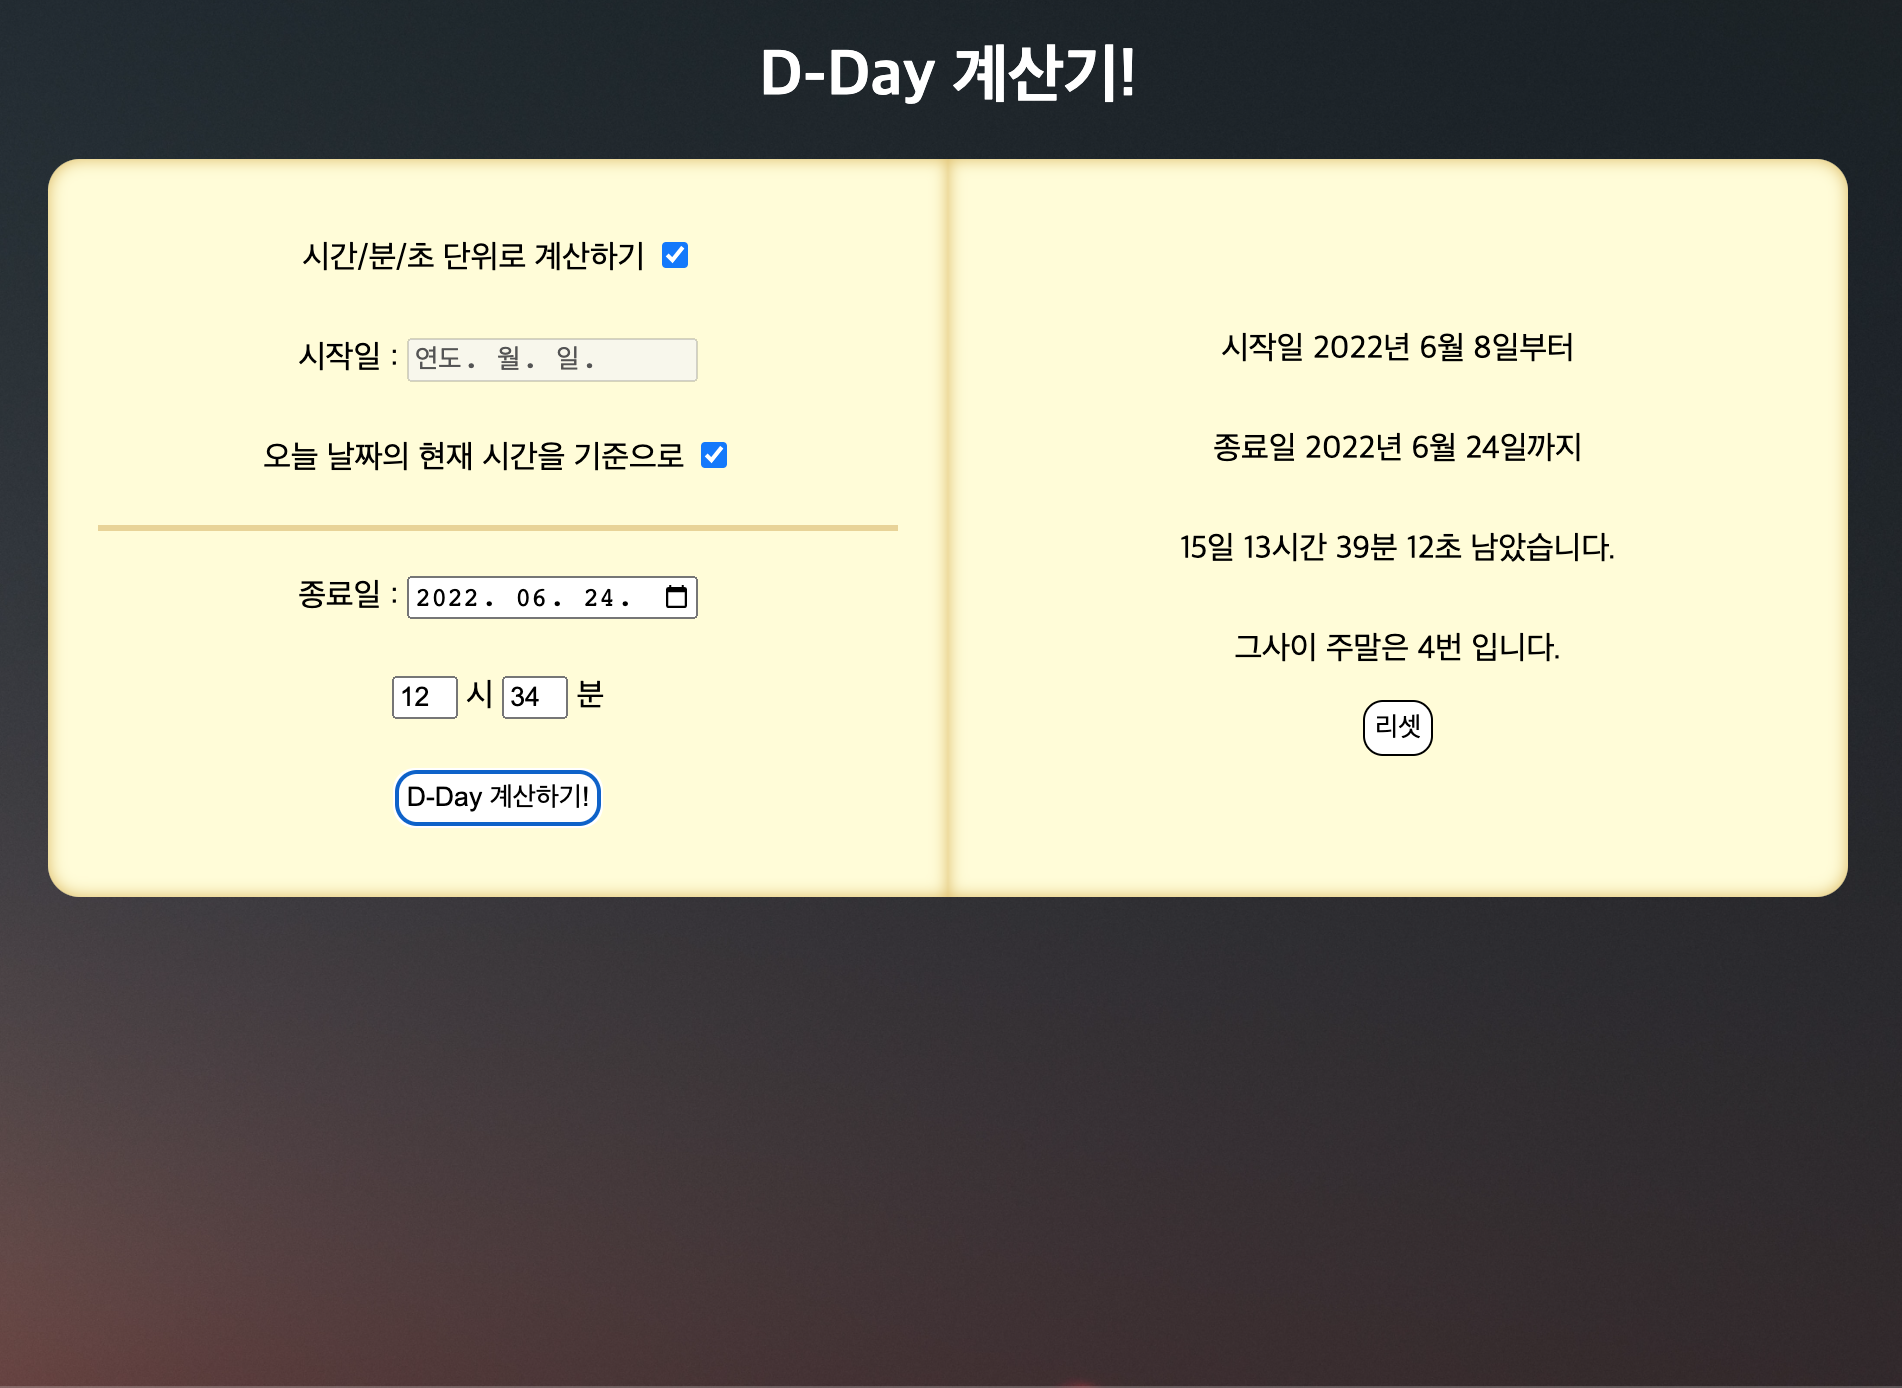 D-Day 계산기!
시간/분/초 단위로 계산하기
시작일 : 연도. 월. 일.
오늘 날짜의 현재 시간을 기준으로
종료일 : 2022. 06. 24.
12 시 34 분
D-Day 계산하기!
시작일 2022년 6월 8일부터
종료일 2022년 6월 24일까지
15일 13시간 39분 12초 남았습니다.
그사이 주말은 4번 입니다.
리셋